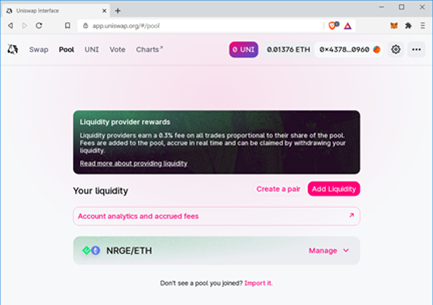 Uniswap Interface
app.uniswap.org/#/pool
Swap Pool UNI Vote Charts
0 UNI 0.01376 ETH 0x4378...0960
Liquidity provider rewards
Liquidity providers earn a 0.3% fee on all trades proportional to their share of the pool.
Fees are added to the pool, accrue in real time and can be claimed by withdrawing your
liquidity.
Read more about providing liquidity
Your liquidity Create a pair Add Liquidity
Account analytics and accrued fees
NRGE/ETH Manage
Don't see a pool you joined? Import it.